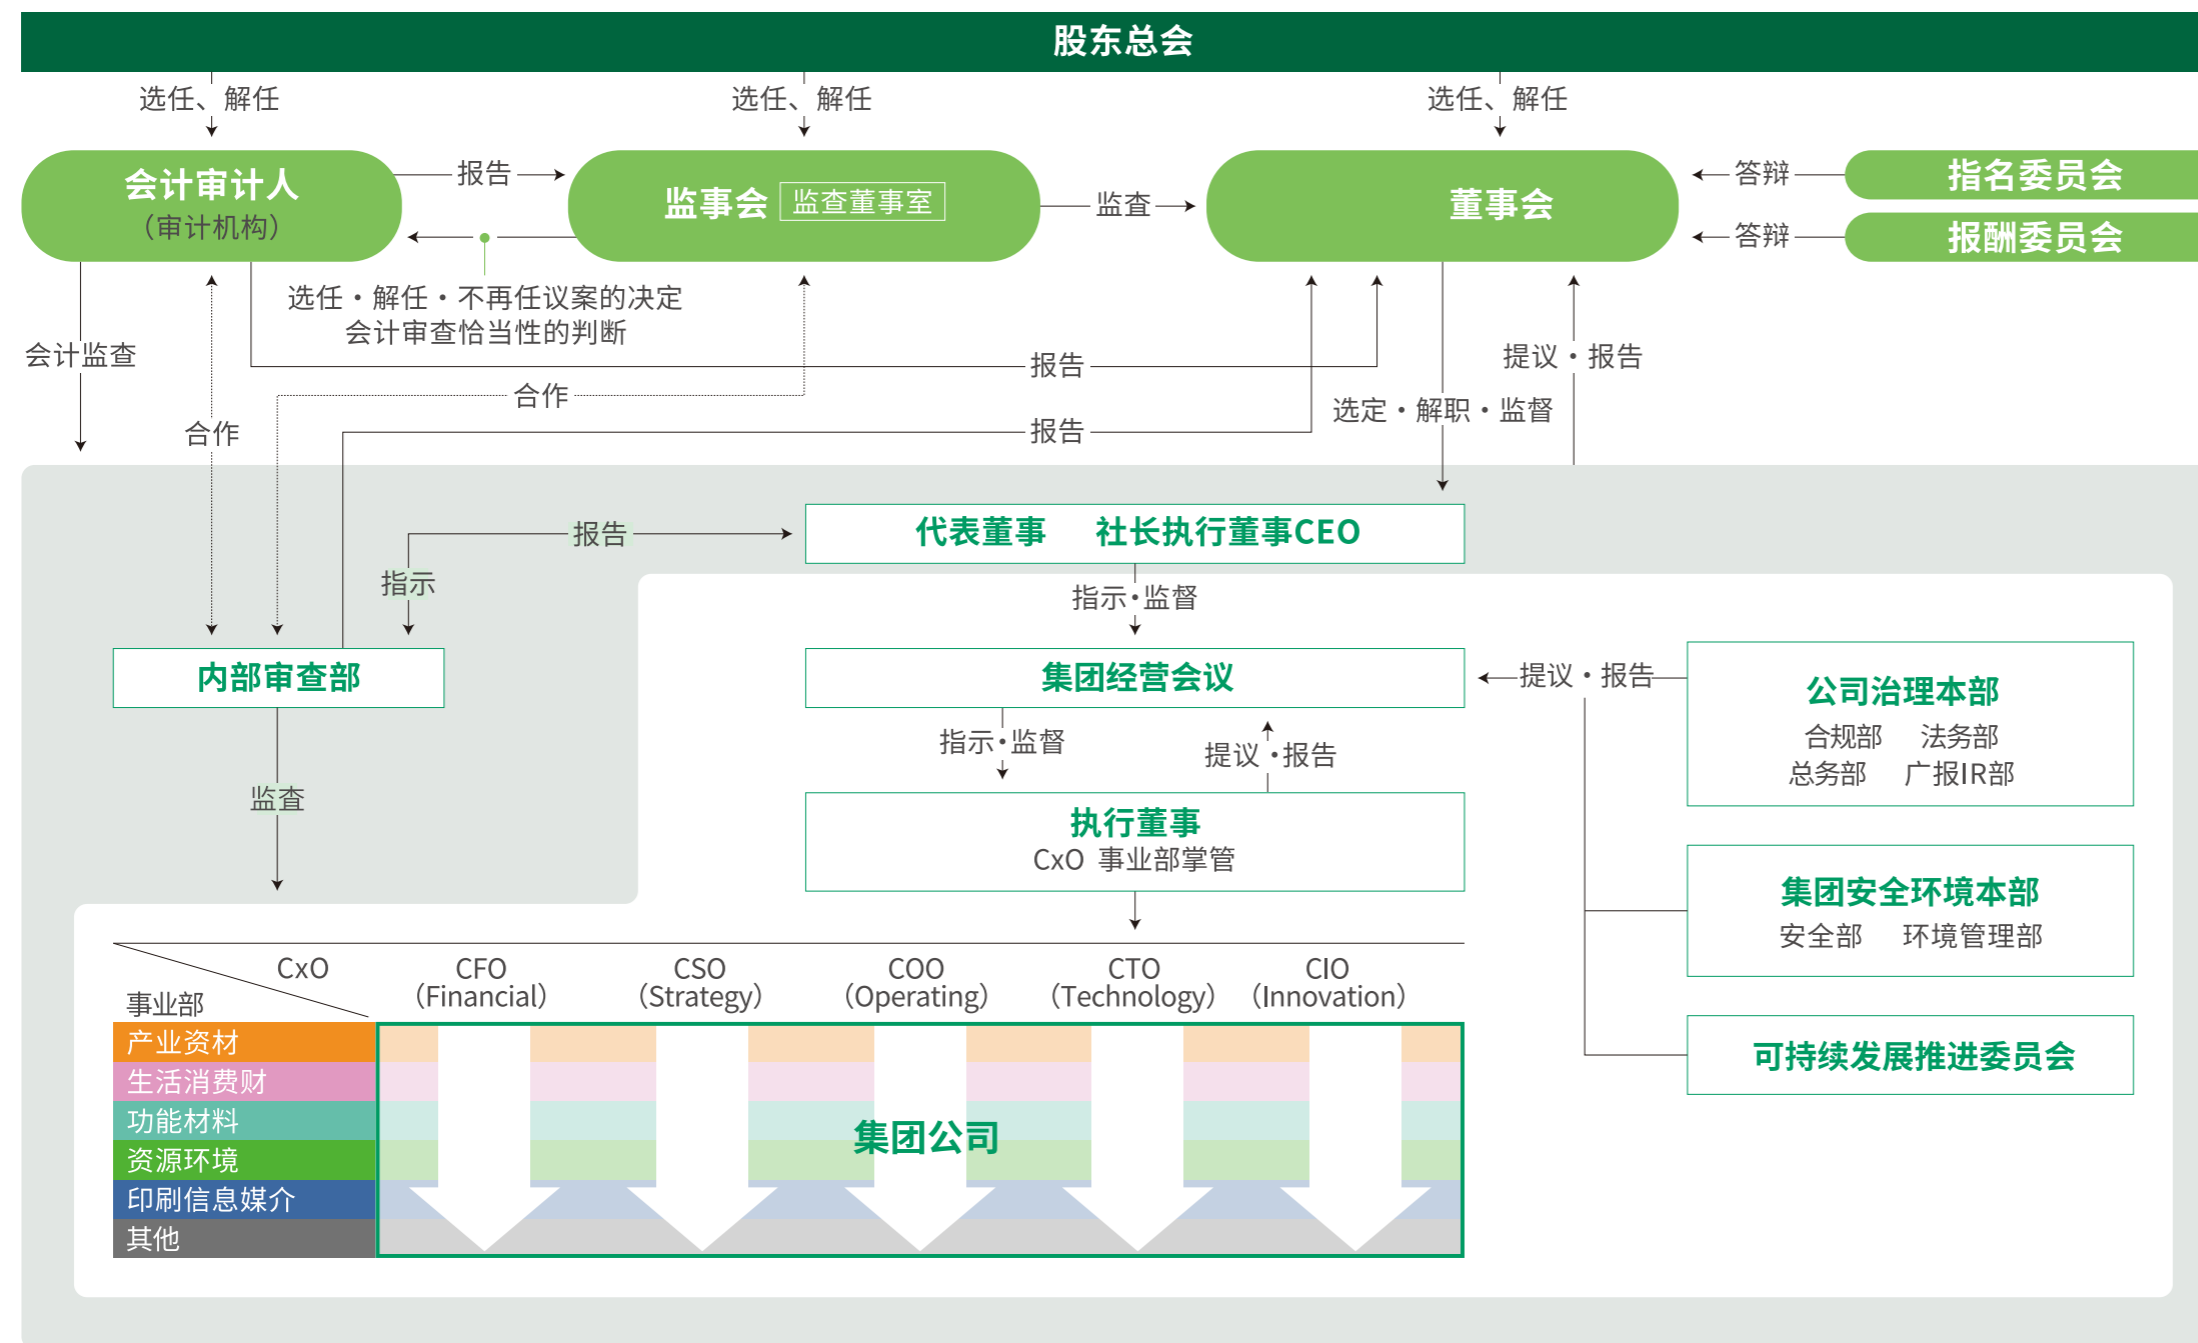 股东总会
选任、解任
选任、解任
选任、解任
会计审计人
（审计机构）
报告
监事会 监查董事室
监査
董事会
答辩
指名委员会
答辩
报酬委员会
选任・解任・不再任议案的决定
会计审查恰当性的判断
会计监查
报告
提议・报告
合作
选定・解职・监督
合作
报告
代表董事 社长执行董事CEO
报告
指示
指示・监督
内部审查部
集团经营会议
提议・报告
公司治理本部
合规部 法务部
总务部 广报IR部
指示・监督
提议・报告
监査
执行董事
CxO 事业部掌管
集团安全环境本部
安全部 环境管理部
CxO
事业部
CFO
（Financial）
CSO
（Strategy）
COO
（Operating）
CTO
（Technology）
CIO
（Innovation）
可持续发展推进委员会
产业资材
生活消费财
功能材料
资源环境
印刷信息媒介
其他
集团公司